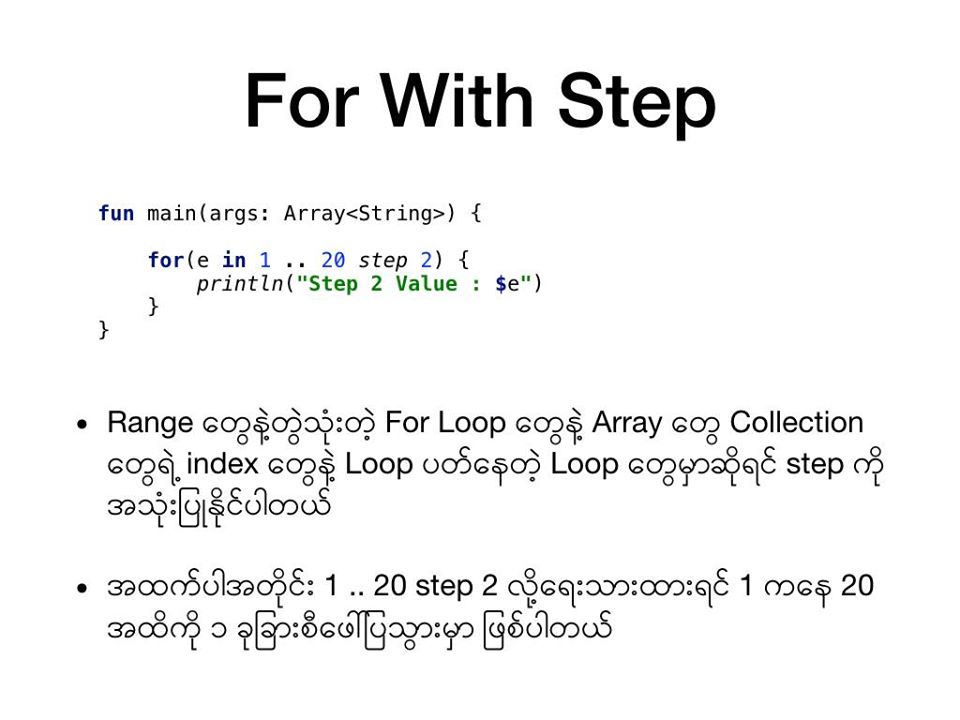 For With Step
fun main(args: Array<String>) {
for(e in 1 .. 20 step 2) {
println("Step 2 Value : $e")
}
}
• Range တွေနဲ့တွဲသုံးတဲ့ For Loop တွေနဲ့ Array တွေ Collection
တွေရဲ့ index တွေနဲ့ Loop ပတ်နေတဲ့ Loop တွေမှာဆိုရင် step ကို
အသုံးပြုနိုင်ပါတယ်
• အထက်ပါအတိုင်း 1 .. 20 step 2 လို့ရေးသားထားရင် 1 ကနေ 20
အထိကို ၁ ခုခြားစီဖေါ်ပြသွားမှာ ဖြစ်ပါတယ်